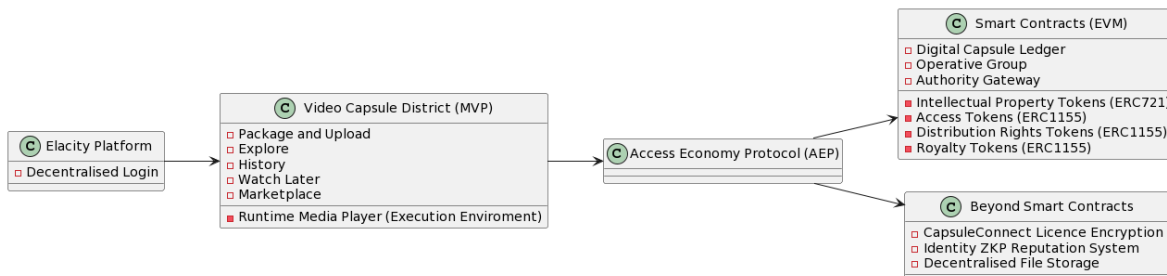 C Elacity Platform
Decentralised Login
C Video Capsule District (MVP)
Package and Upload
Explore
History
Watch Later
Marketplace
Runtime Media Player (Execution Enviroment)
C Access Economy Protocol (AEP)
C Smart Contracts (EVM)
Digital Capsule Ledger
Operative Group
Authority Gateway
Intellectual Property Tokens (ERC721)
Access Tokens (ERC1155)
Distribution Rights Tokens (ERC1155)
Royalty Tokens (ERC1155)
C Beyond Smart Contracts
CapsuleConnect Licence Encryption
Identity ZKP Reputation System
Decentralised File Storage